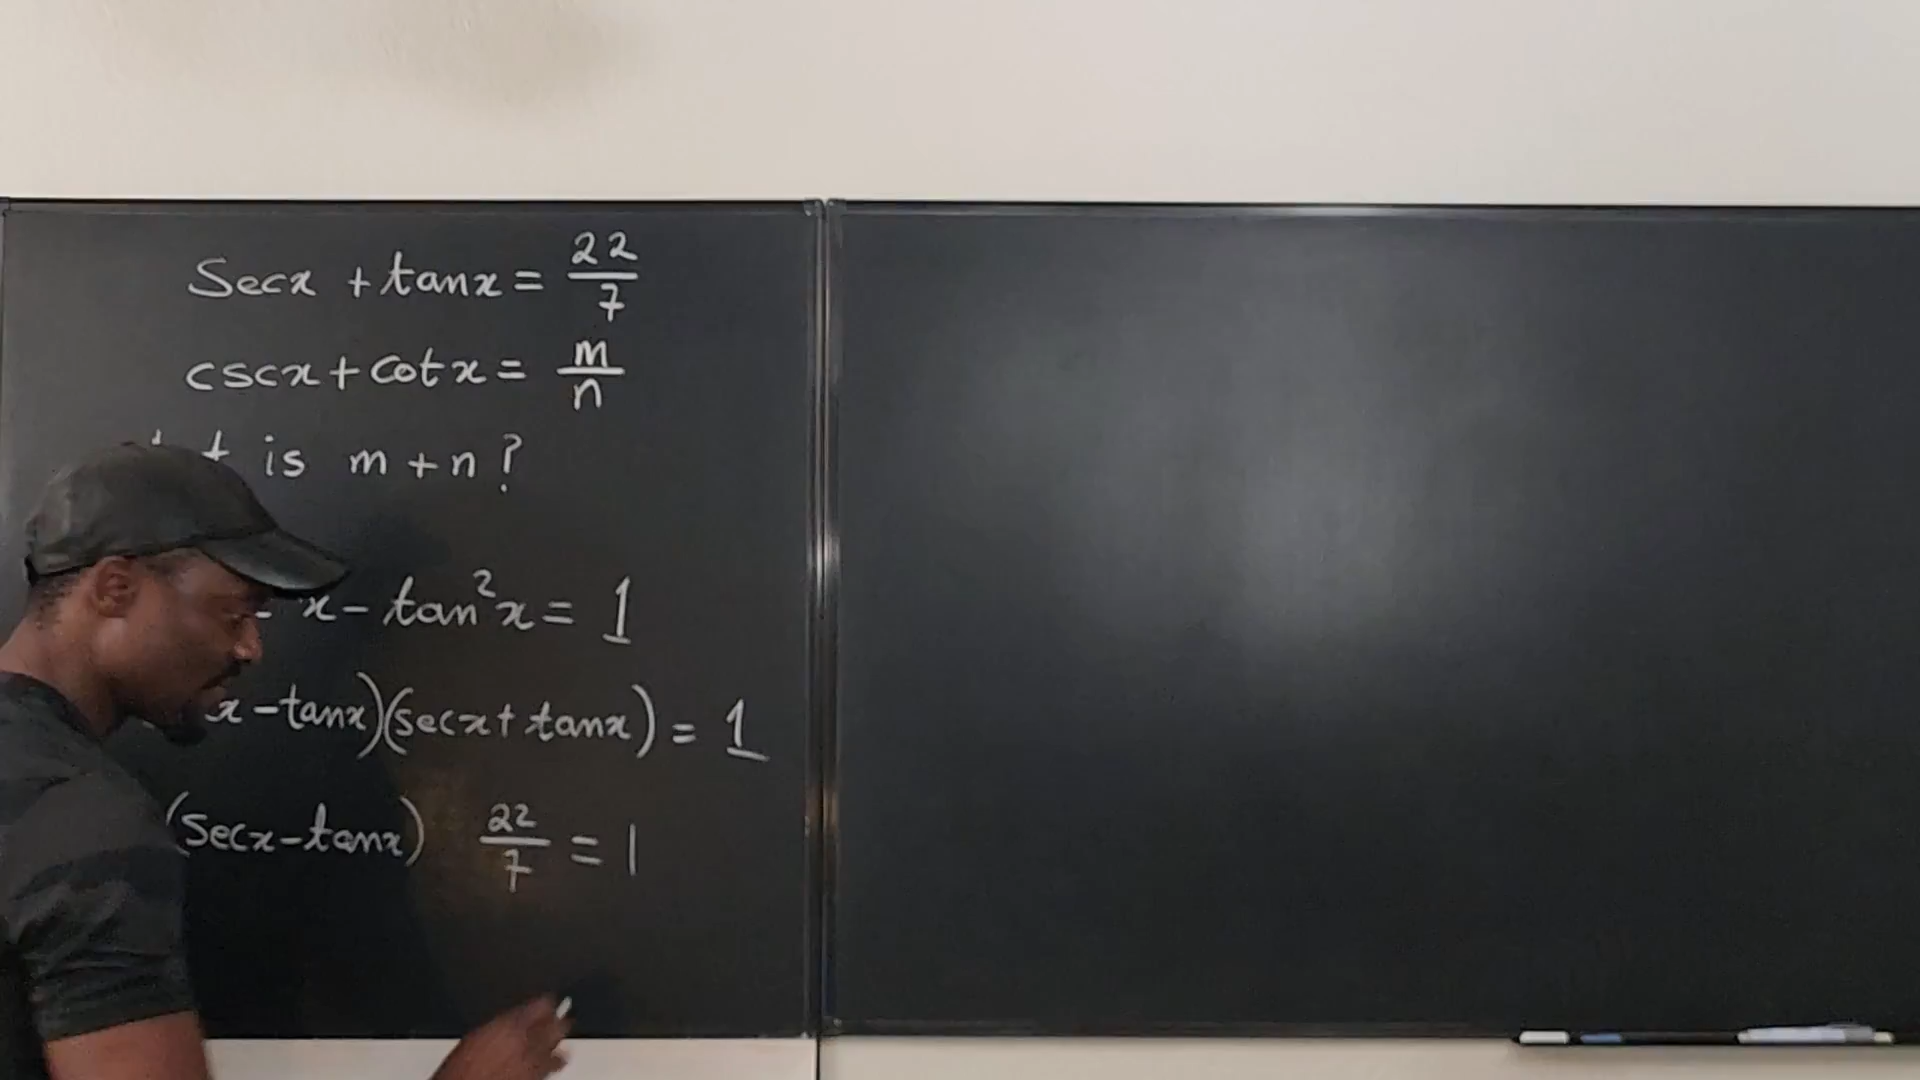 Secx + tanx = 22/7
cscx + cotx = m/n
is m + n ?
x - tan²x = 1
x - tanx)(secx + tanx) = 1
(secx - tanx) 22/7 = 1